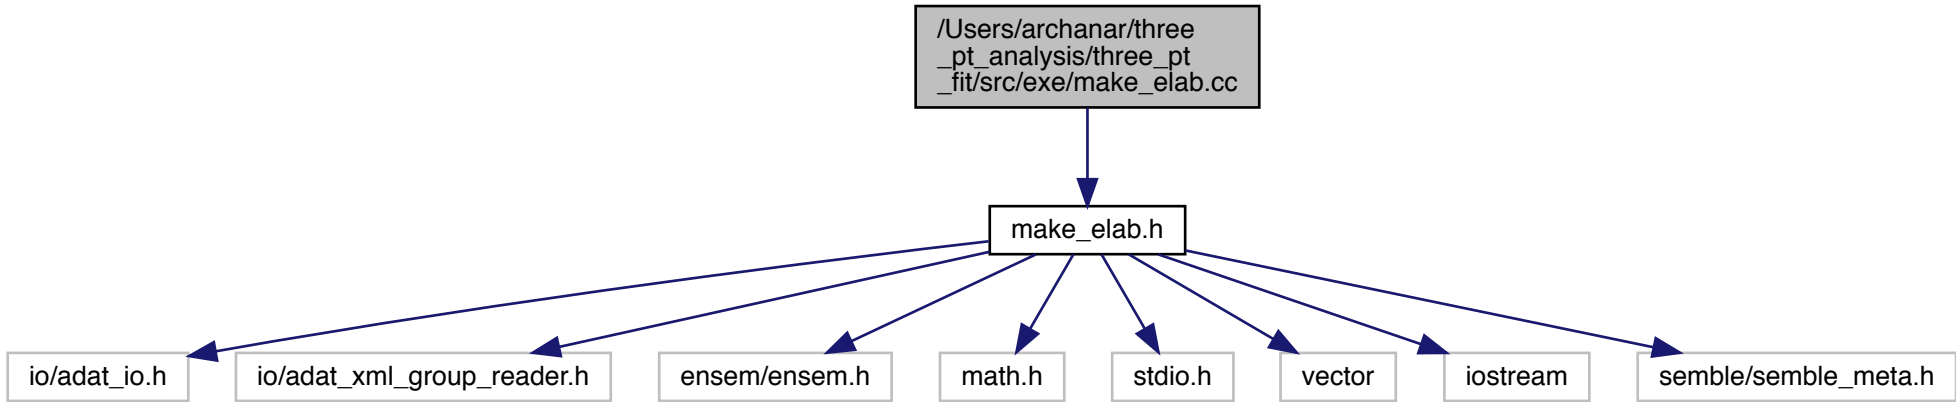 /Users/archanar/three
_pt_analysis/three_pt
_fit/src/exe/make_elab.cc
make_elab.h
io/adat_io.h
io/adat_xml_group_reader.h
ensem/ensem.h
math.h
stdio.h
vector
iostream
semble/semble_meta.h